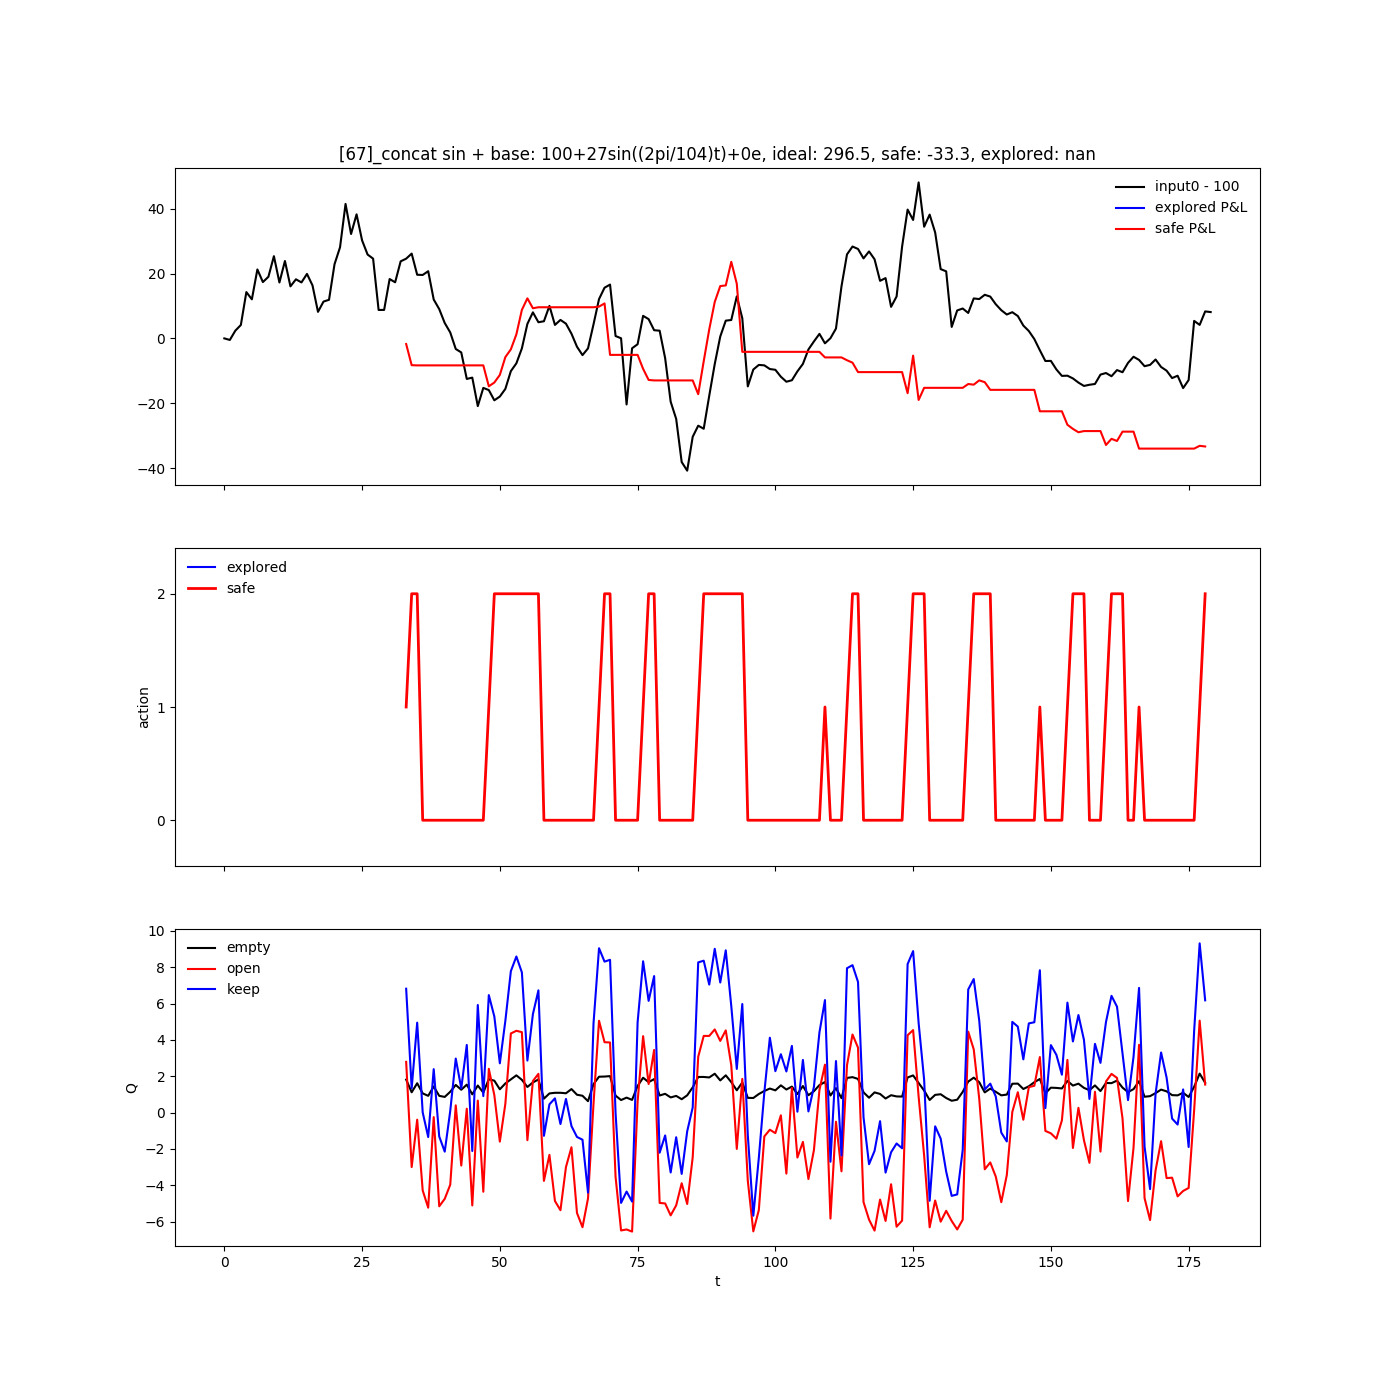 [67]_concat sin + base: 100+27sin((2pi/104)t)+0e, ideal: 296.5, safe: -33.3, explored: nan
input0 - 100
explored P&L
safe P&L
40
20
0
−20
−40
explored
safe
2
1
0
action
empty
open
keep
10
8
6
4
2
0
−2
−4
−6
Q
0 25 50 75 100 125 150 175
t